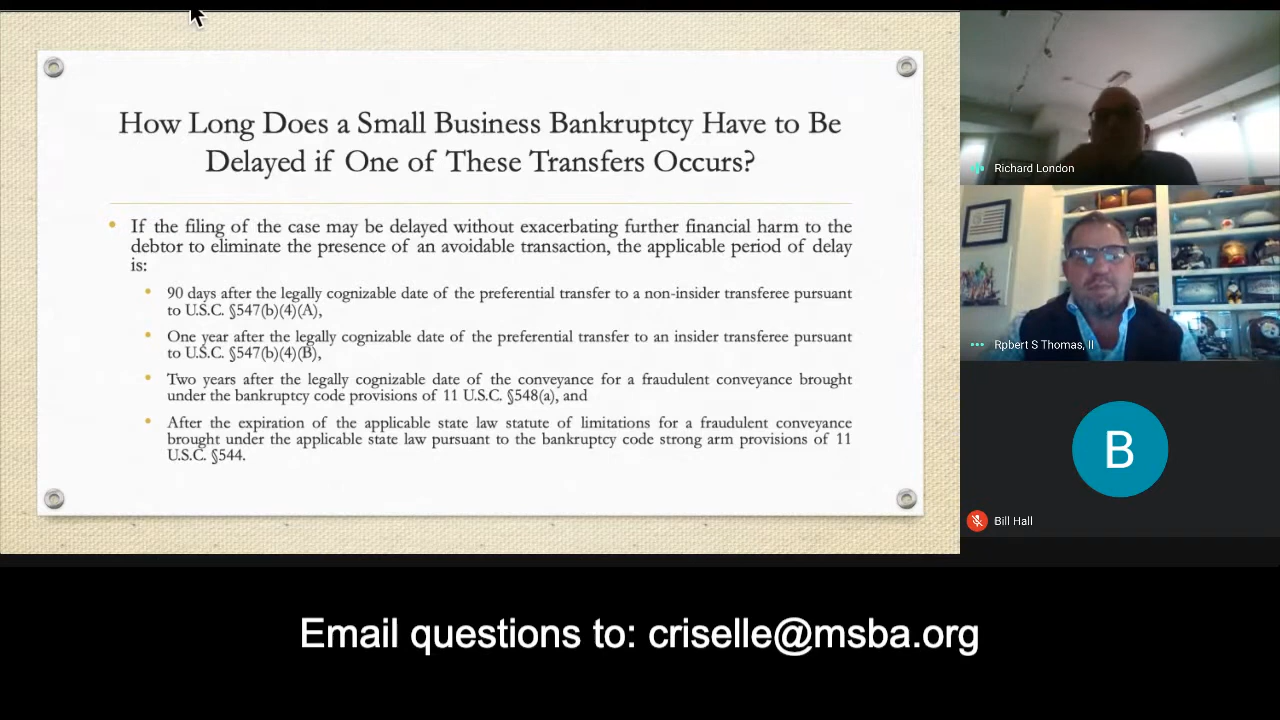 How Long Does a Small Business Bankruptcy Have to Be
Delayed if One of These Transfers Occurs?
If the filing of the case may be delayed without exacerbating further financial harm to the
debtor to eliminate the presence of an avoidable transaction, the applicable period of delay
is:
90 days after the legally cognizable date of the preferential transfer to a non-insider transferee pursuant
to U.S.C. §547(b)(4)(A),
One year after the legally cognizable date of the preferential transfer to an insider transferee pursuant
to U.S.C. §547(b)(4)(B),
Two years after the legally cognizable date of the conveyance for a fraudulent conveyance brought
under the bankruptcy code provisions of 11 U.S.C. §548(a), and
After the expiration of the applicable state law statute of limitations for a fraudulent conveyance
brought under the applicable state law pursuant to the bankruptcy code strong arm provisions of 11
U.S.C. §544.
Richard London
Rpbert S Thomas, II
B
Bill Hall
Email questions to: criselle@msba.org